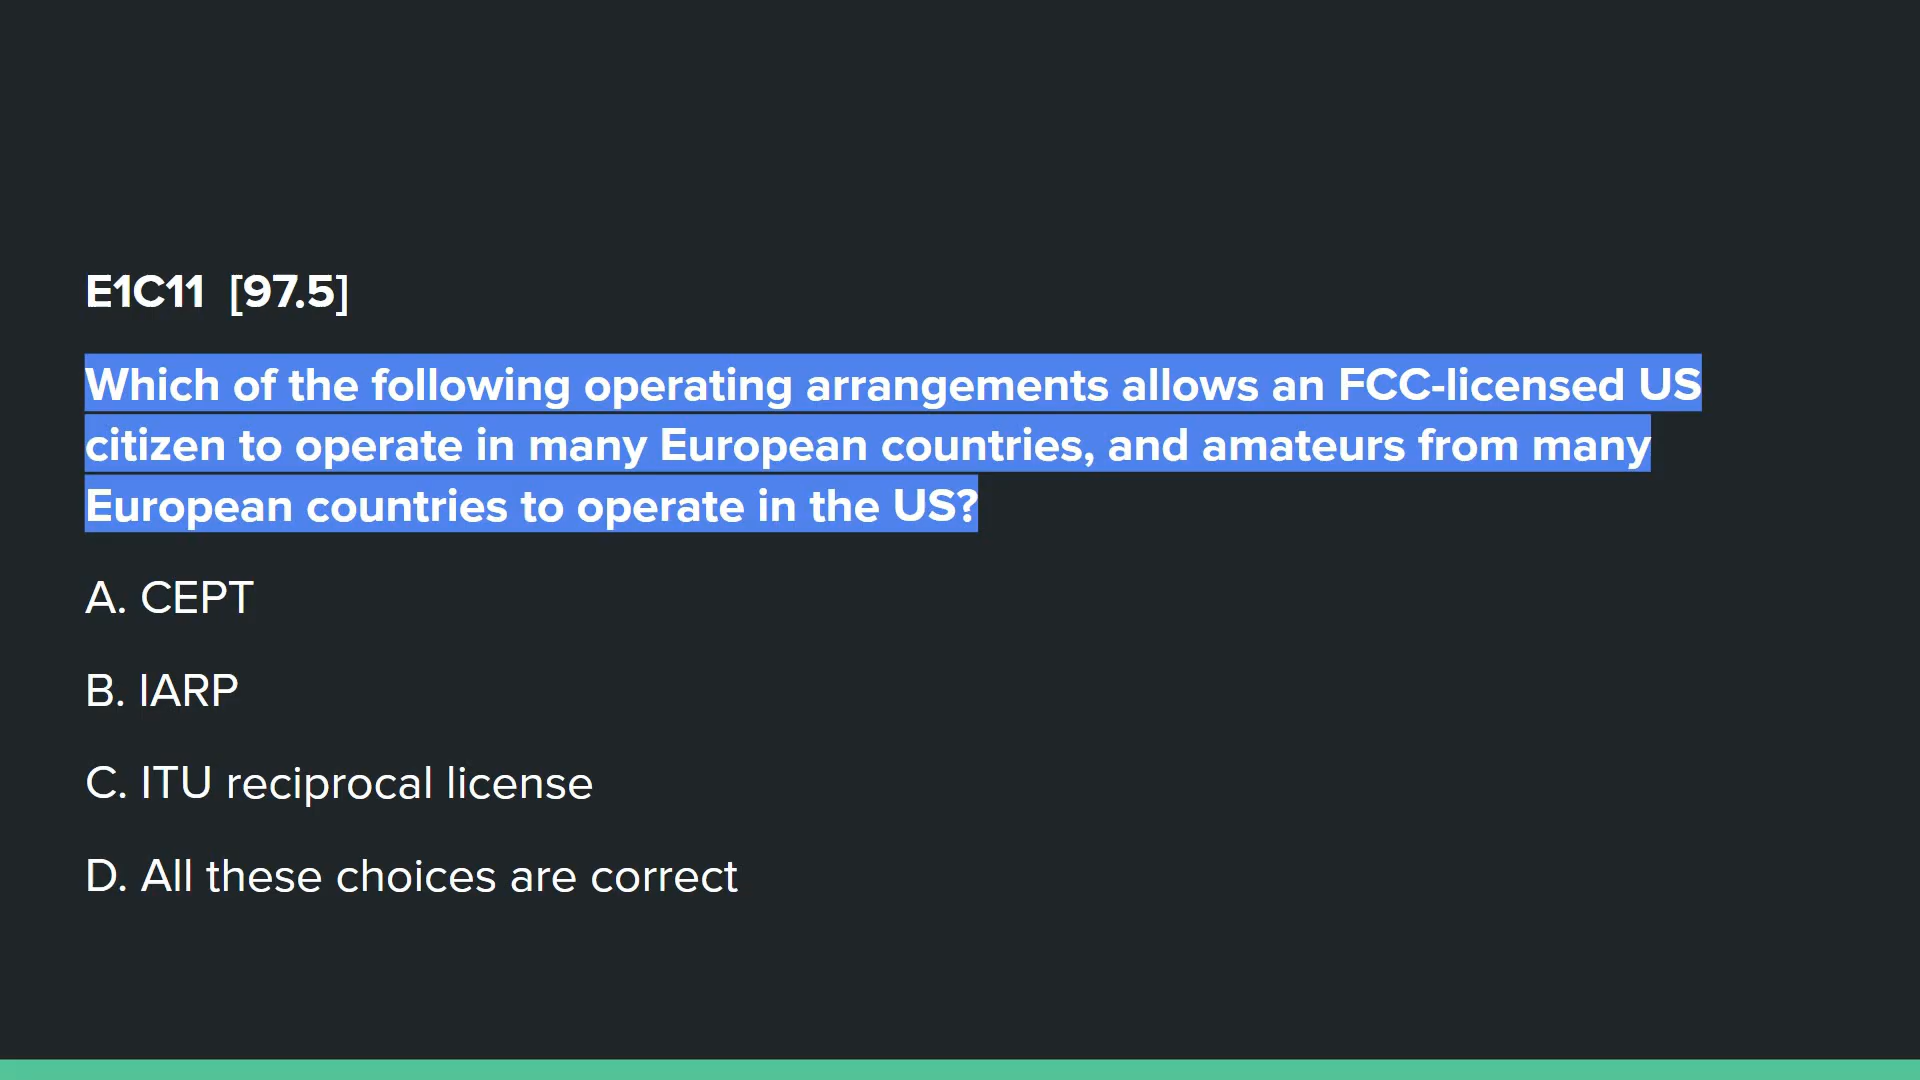 E1C11 [97.5]
Which of the following operating arrangements allows an FCC-licensed US
citizen to operate in many European countries, and amateurs from many
European countries to operate in the US?
A. CEPT
B. IARP
C. ITU reciprocal license
D. All these choices are correct